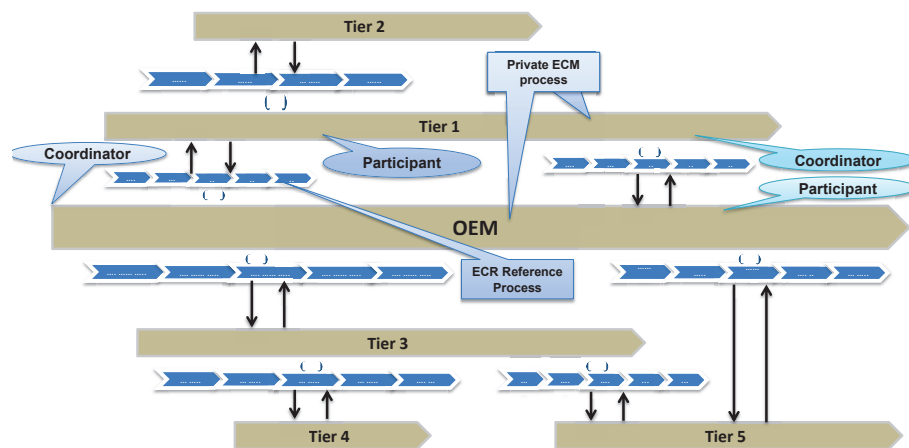 Tier 2
Private ECM
process
Tier 1
Coordinator
Participant
Coordinator
Participant
OEM
ECR Reference
Process
Tier 3
Tier 4
Tier 5